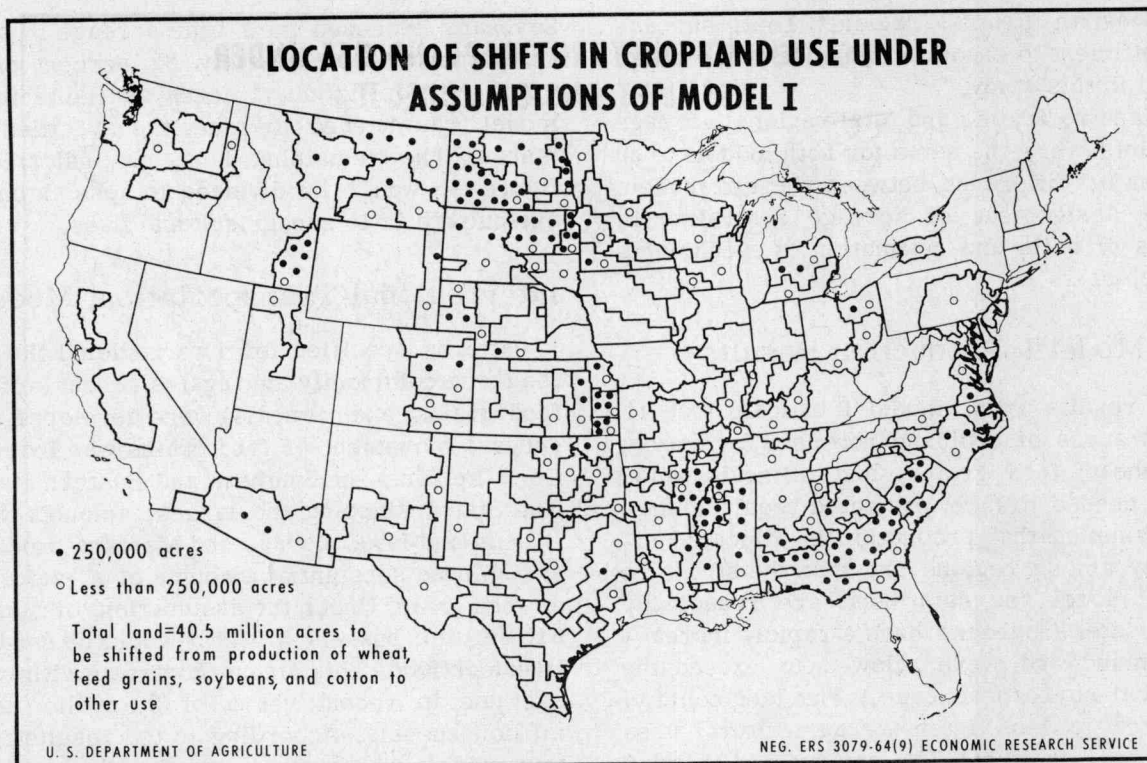 LOCATION OF SHIFTS IN CROPLAND USE UNDER
ASSUMPTIONS OF MODEL I
• 250,000 acres
○ Less than 250,000 acres
Total land=40.5 million acres to
be shifted from production of wheat,
feed grains, soybeans, and cotton to
other use
U. S. DEPARTMENT OF AGRICULTURE
NEG. ERS 3079-64(9) ECONOMIC RESEARCH SERVICE